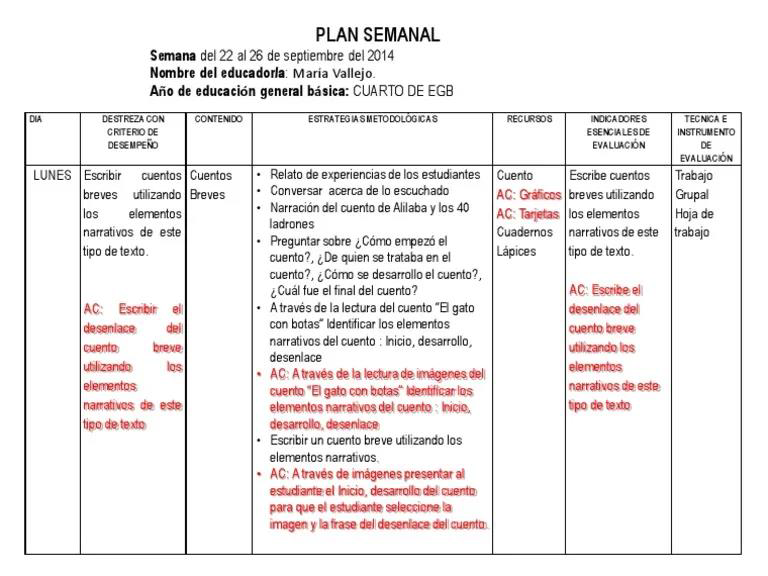 PLAN SEMANAL
Semana del 22 al 26 de septiembre del 2014
Nombre del educador/a: María Vallejo.
Año de educación general básica: CUARTO DE EGB
DIA
DESTREZA CON
CRITERIO DE
DESEMPEÑO
CONTENIDO
ESTRATEGIAS METODOLÓGICAS
RECURSOS
INDICADORES
ESENCIALES DE
EVALUACIÓN
TECNICA E
INSTRUMENTO
DE
EVALUACIÓN
LUNES
Escribir cuentos
breves utilizando
los elementos
narrativos de este
tipo de texto.
AC: Escribir el
desenlace del
cuento breve
utilizando los
elementos
narrativos de este
tipo de texto
Cuentos
Breves
• Relato de experiencias de los estudiantes
• Conversar acerca de lo escuchado
• Narración del cuento de Alilaba y los 40
ladrones
• Preguntar sobre ¿Cómo empezó el
cuento?, ¿De quien se trataba en el
cuento?, ¿Cómo se desarrollo el cuento?,
¿Cuál fue el final del cuento?
• A través de la lectura del cuento "El gato
con botas" Identificar los elementos
narrativos del cuento : Inicio, desarrollo,
desenlace
• AC: A través de la lectura de imágenes del
cuento "El gato con botas" Identificar los
elementos narrativos del cuento : Inicio,
desarrollo, desenlace
• Escribir un cuento breve utilizando los
elementos narrativos.
• AC: A través de imágenes presentar al
estudiante el Inicio, desarrollo del cuento
para que el estudiante seleccione la
imagen y la frase del desenlace del cuento.
Cuento
AC: Gráficos
AC: Tarjetas
Cuadernos
Lápices
Escribe cuentos
breves utilizando
los elementos
narrativos de este
tipo de texto.
AC: Escribe el
desenlace del
cuento breve
utilizando los
elementos
narrativos de este
tipo de texto
Trabajo
Grupal
Hoja de
trabajo